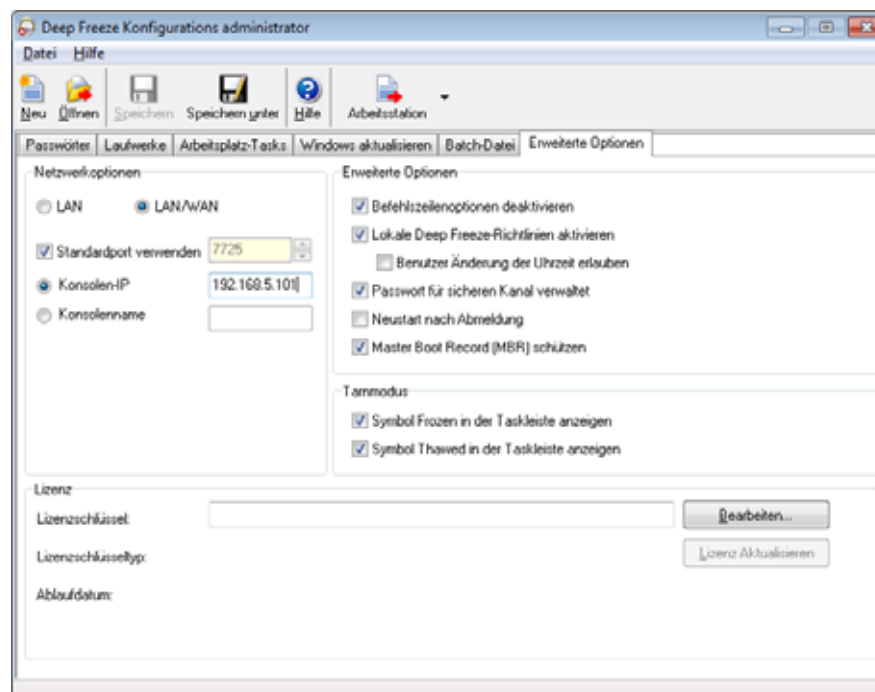 Deep Freeze Konfigurations administrator
Datei Hilfe
Neu Öffnen Speichern Speichern unter Hilfe Arbeitsstation
Passwörter Laufwerke Arbeitsplatz-Tasks Windows aktualisieren Batch-Datei Erweiterte Optionen
Netzwerkoptionen
LAN LAN/WAN
Standardport verwenden 7725
Konsolen-IP 192.168.5.101
Konsolenname
Erweiterte Optionen
Befehlszeilenoptionen deaktivieren
Lokale Deep Freeze-Richtlinien aktivieren
Benutzer Änderung der Uhrzeit erlauben
Passwort für sicheren Kanal verwaltet
Neustart nach Abmeldung
Master Boot Record (MBR) schützen
Tarnmodus
Symbol Frozen in der Taskleiste anzeigen
Symbol Thawed in der Taskleiste anzeigen
Lizenz
Lizenzschlüssel: Bearbeiten...
Lizenzschlüsseltyp: Lizenz Aktualisieren
Ablaufdatum: